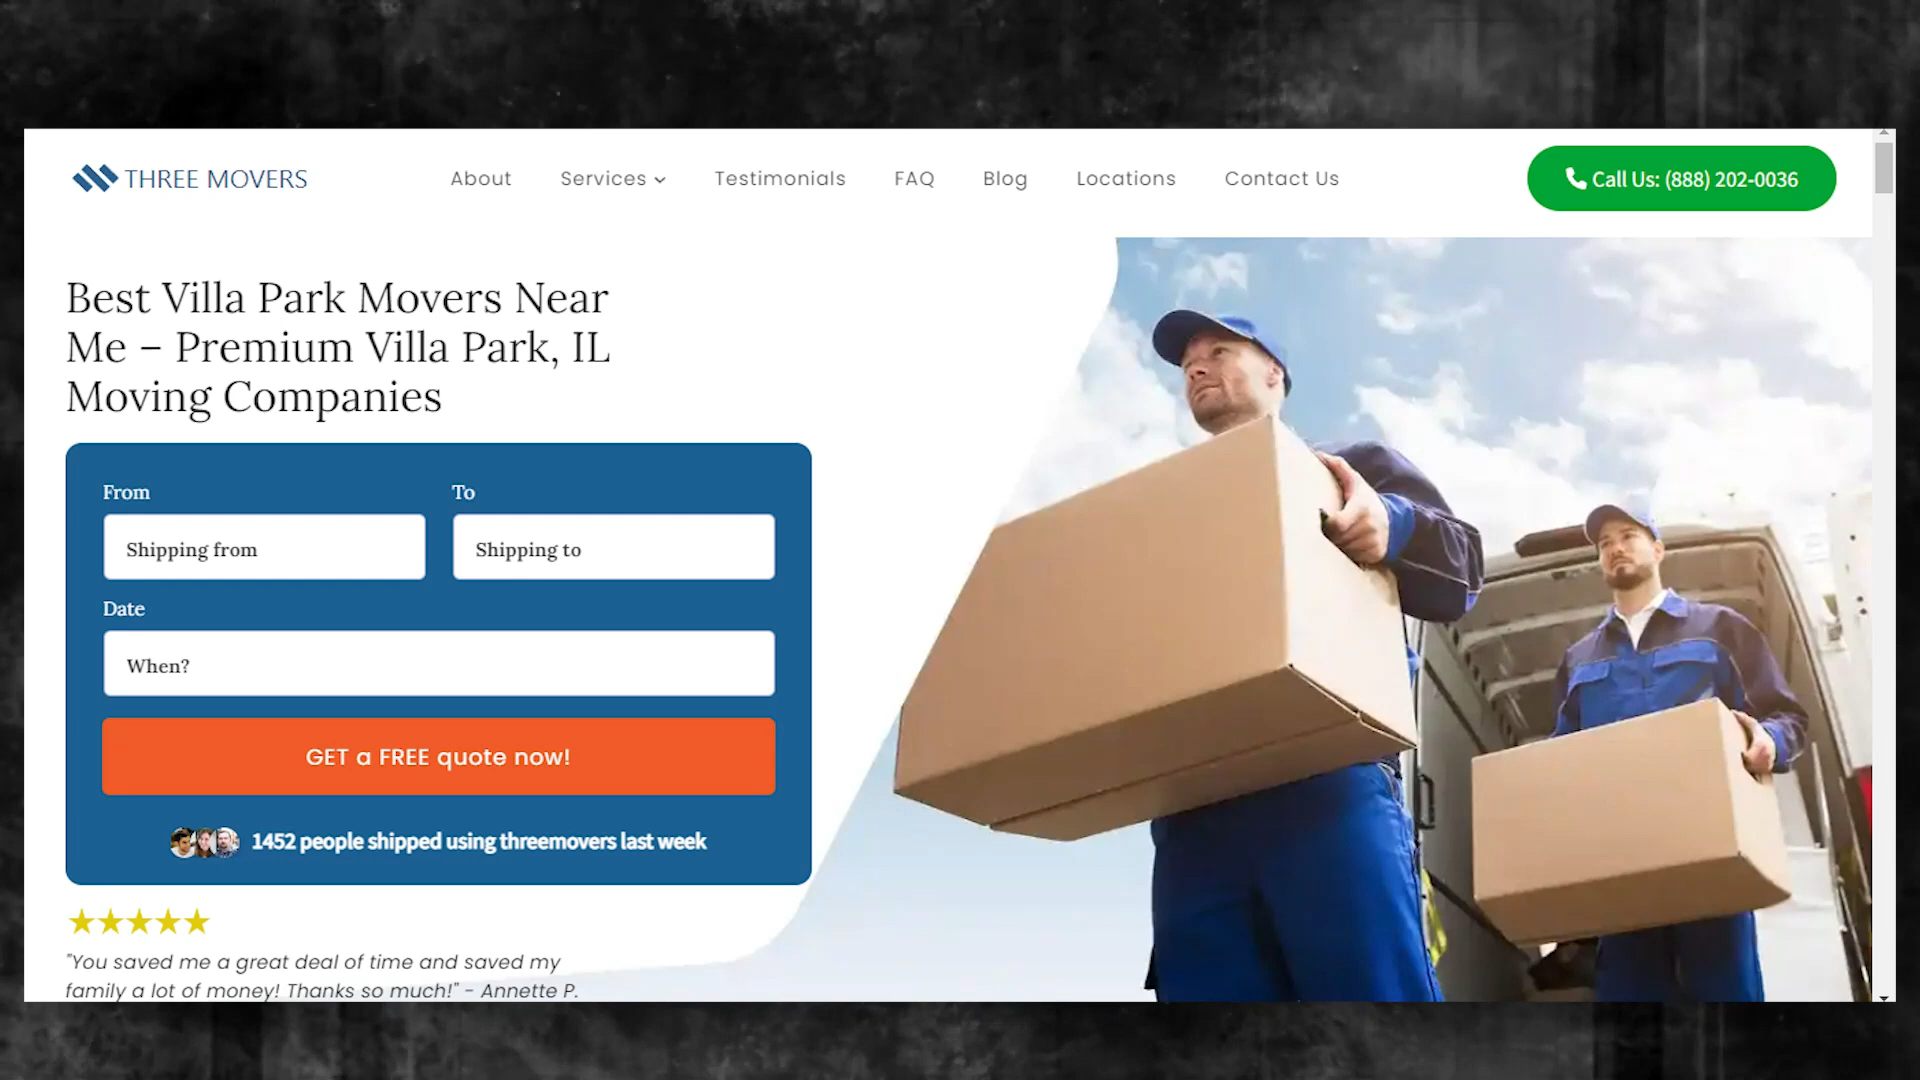 THREE MOVERS
About
Services
Testimonials
FAQ
Blog
Locations
Contact Us
Call Us: (888) 202-0036
Best Villa Park Movers Near
Me – Premium Villa Park, IL
Moving Companies
From
To
Shipping from
Shipping to
Date
When?
GET a FREE quote now!
1452 people shipped using threemovers last week
"You saved me a great deal of time and saved my
family a lot of money! Thanks so much!" - Annette P.